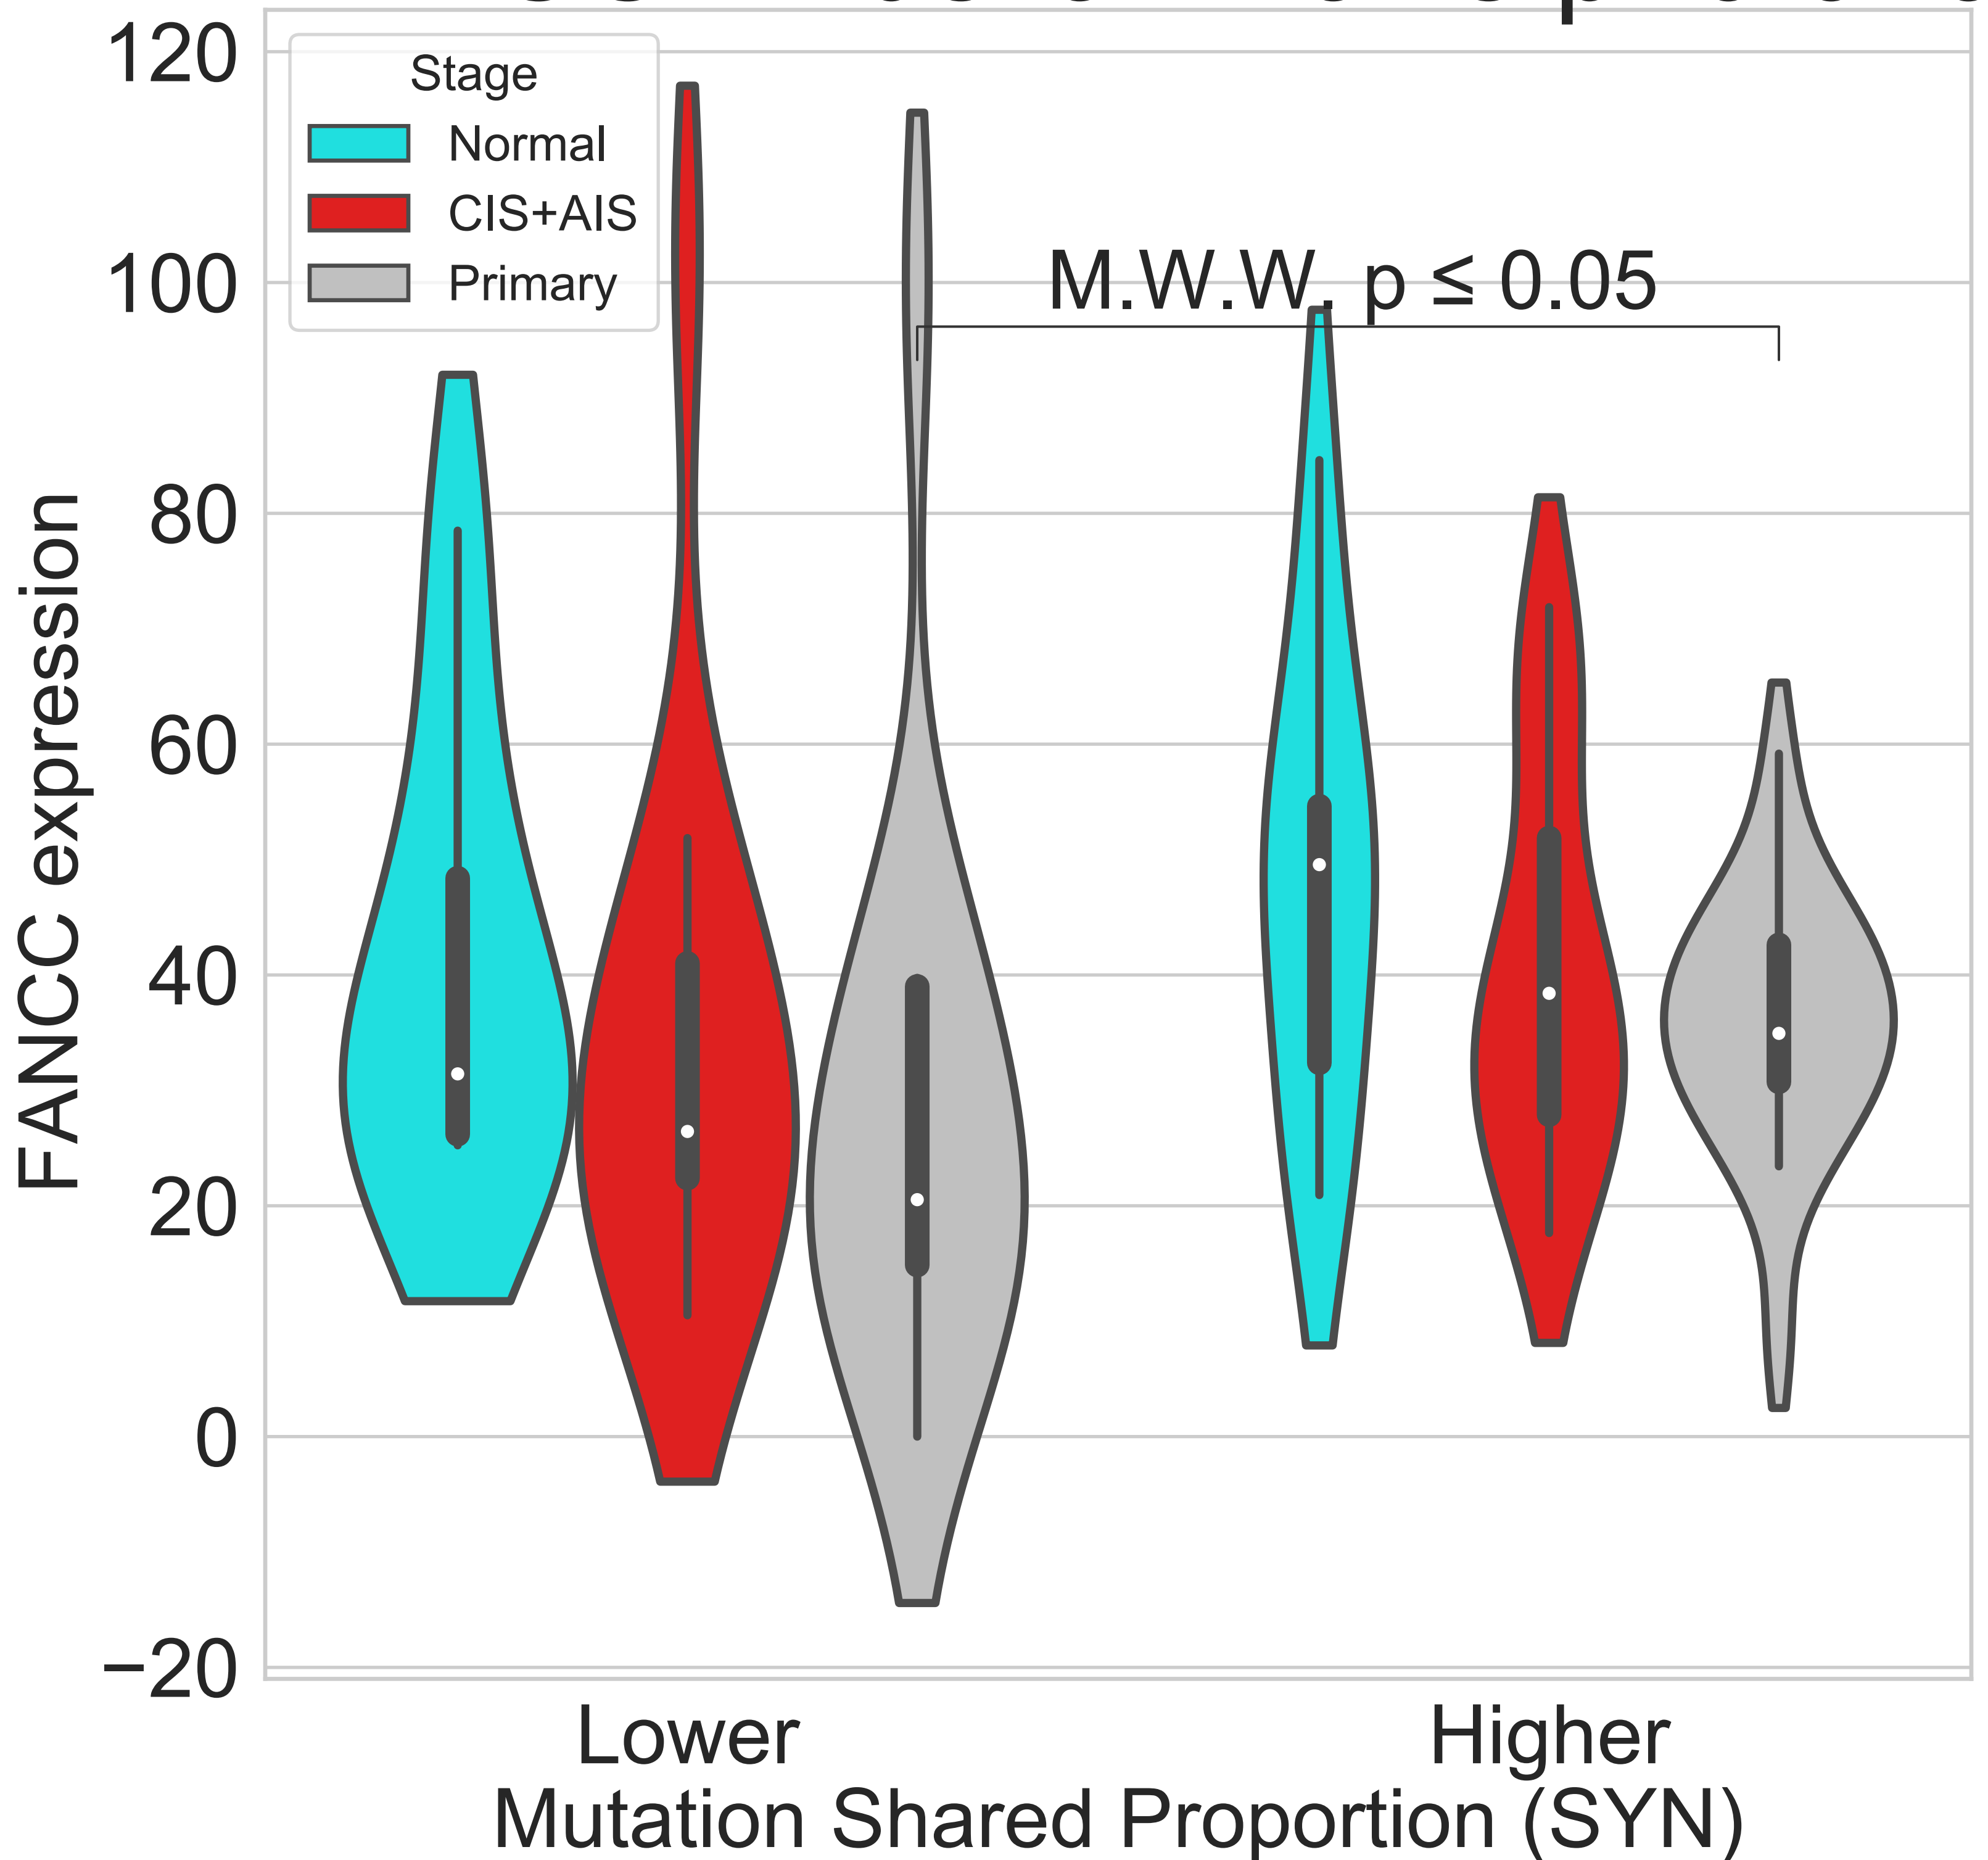 120
100
80
60
40
20
0
−20
FANCC expression
Stage
Normal
CIS+AIS
Primary
M.W.W. p ≤ 0.05
Lower
Higher
Mutation Shared Proportion (SYN)